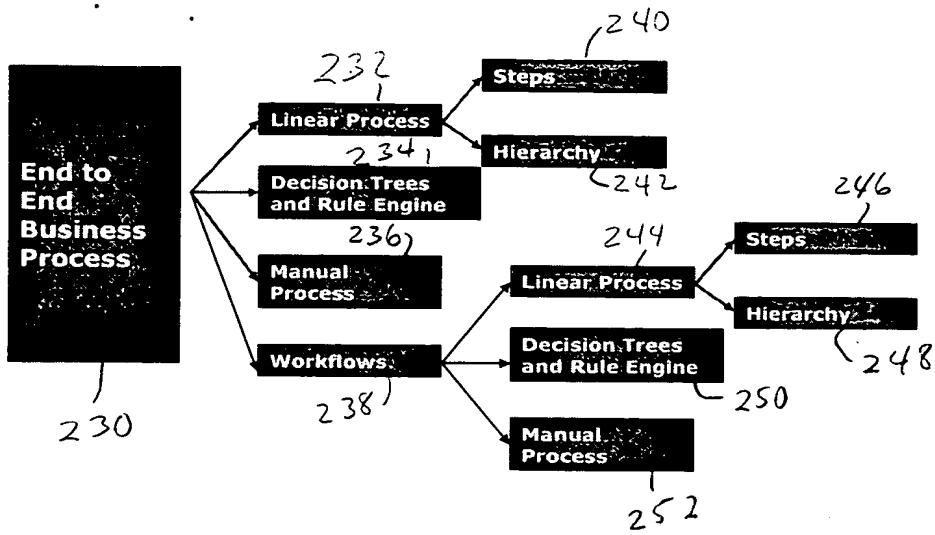 240
232
Steps
Linear Process
234
Hierarchy
242
End to
End
Business
Process
Decision Trees
and Rule Engine
246
236
244
Steps
Manual
Process
Linear Process
Hierarchy
248
Workflows
238
Decision Trees
and Rule Engine
250
230
Manual
Process
252